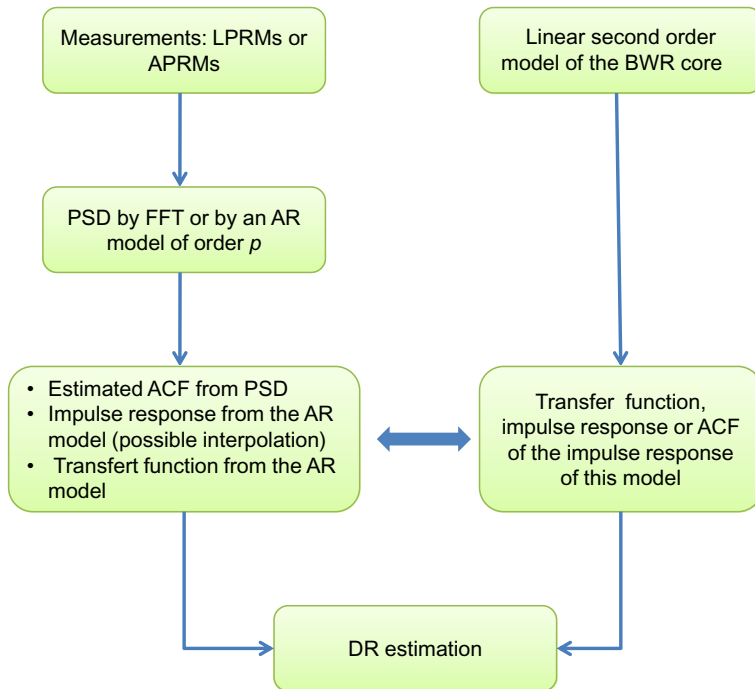 Measurements: LPRMs or
APRMs
Linear second order
model of the BWR core
PSD by FFT or by an AR
model of order p
• Estimated ACF from PSD
• Impulse response from the AR
model (possible interpolation)
• Transfert function from the AR
model
Transfer function,
impulse response or ACF
of the impulse response
of this model
DR estimation